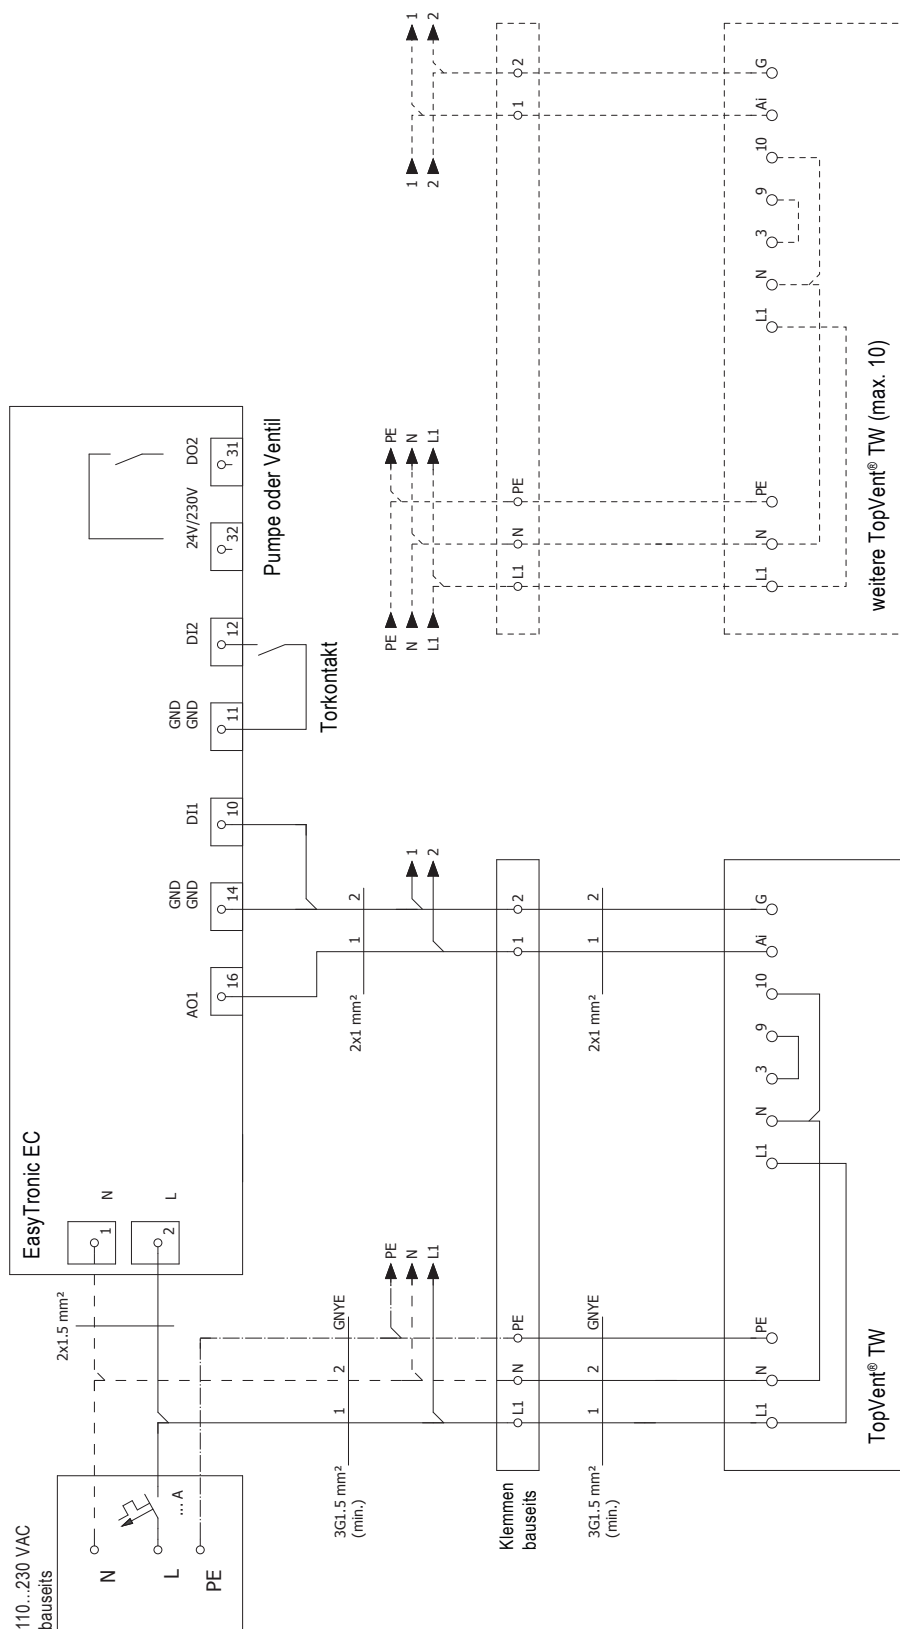 110...230 VAC
bauseits
N
L
PE
... A
2x1.5 mm²
EasyTronic EC
1
N
2
L
AO1
16
GND
GND
14
DI1
10
GND
GND
11
DI2
12
Torkontakt
24V/230V
32
DO2
31
Pumpe oder Ventil
3G1.5 mm²
(min.)
1
2
GNYE
PE
N
L1
2x1 mm²
1
2
1
2
Klemmen
bauseits
L1
N
PE
1
2
3G1.5 mm²
(min.)
1
2
GNYE
2x1 mm²
1
2
L1
N
PE
L1
N
3
9
10
Ai
G
TopVent® TW
PE
N
L1
PE
N
L1
1
2
1
2
L1
N
PE
1
2
L1
N
PE
L1
N
3
9
10
Ai
G
weitere TopVent® TW (max. 10)